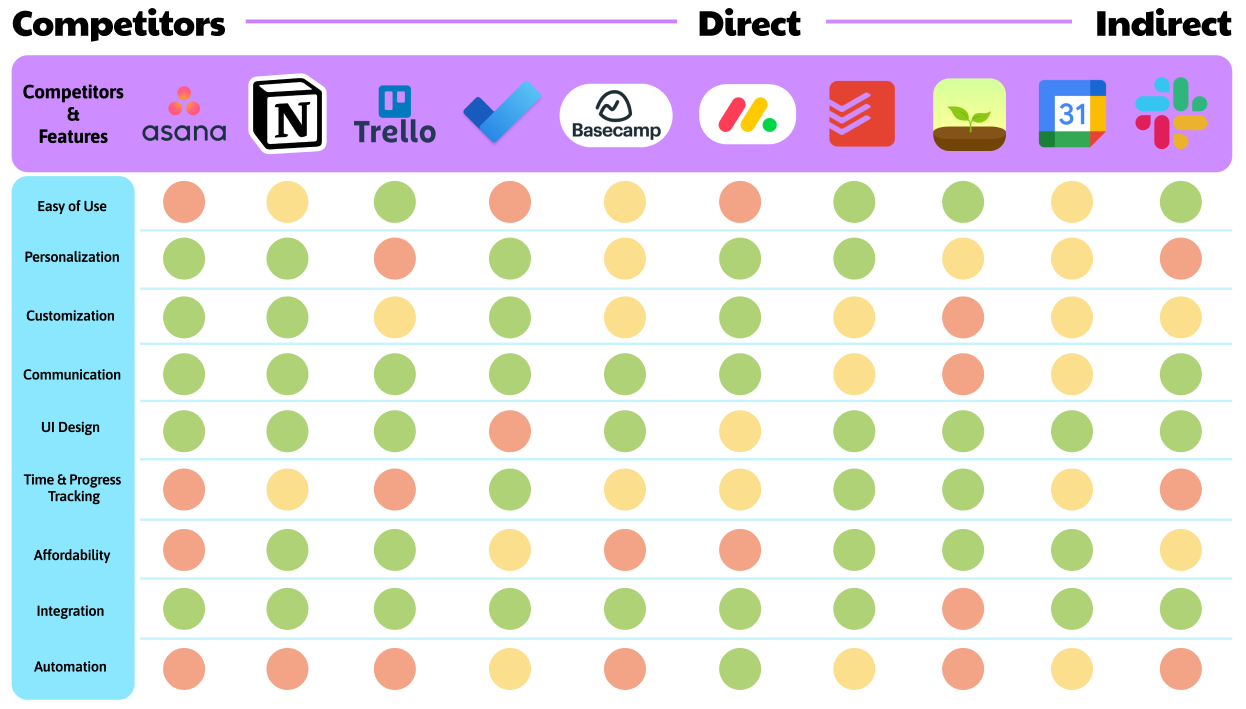 Competitors
Direct
Indirect
Competitors
&
Features
asana
N
Trello
Basecamp
31
Easy of Use
Personalization
Customization
Communication
UI Design
Time & Progress
Tracking
Affordability
Integration
Automation